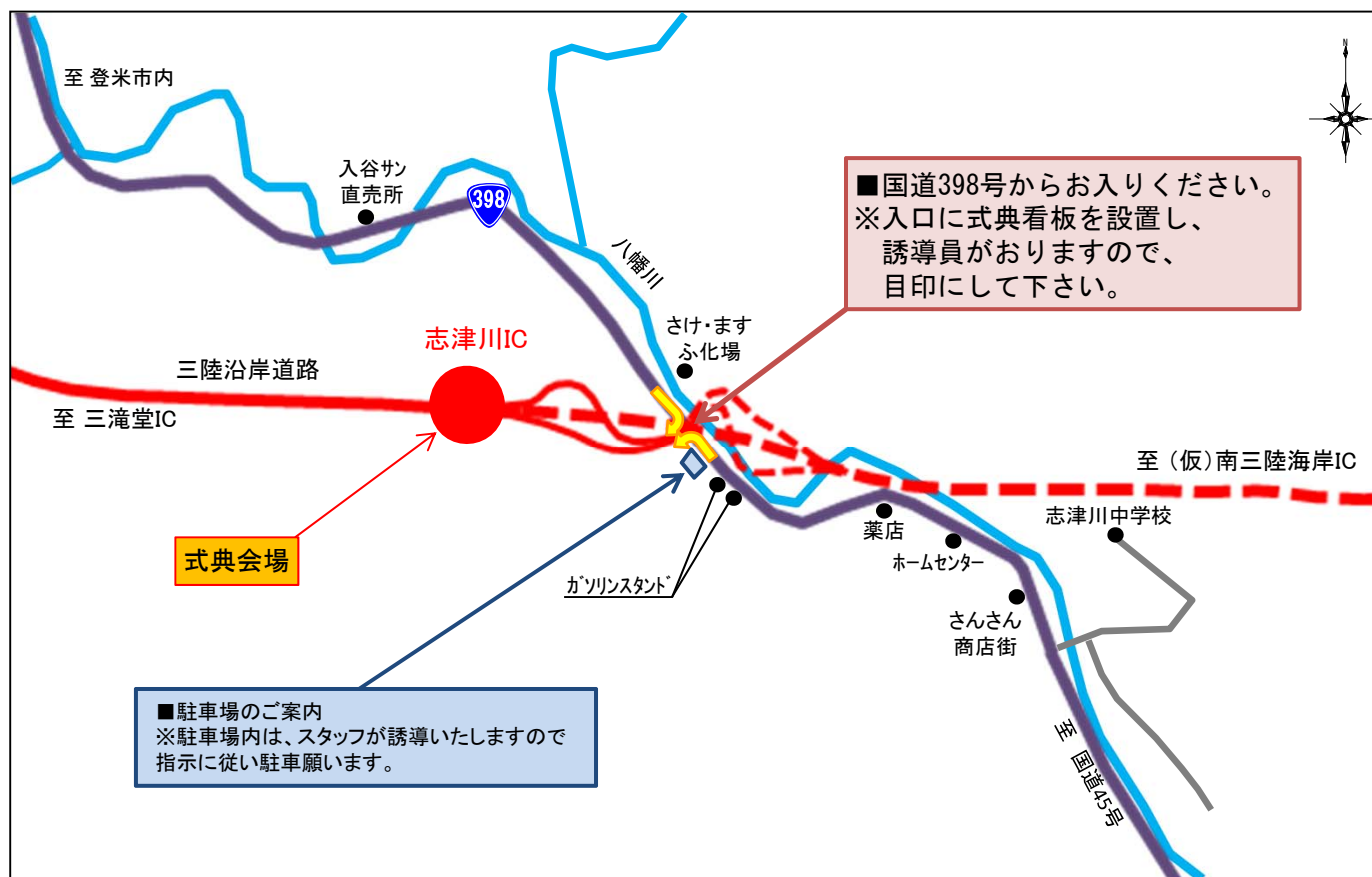 N
至 登米市内
入谷サン
直売所
398
八幡川
■国道398号からお入りください。
※入口に式典看板を設置し、
誘導員がおりますので、
目印にして下さい。
さけ・ます
ふ化場
志津川IC
三陸沿岸道路
至 三滝堂IC
至 （仮）南三陸海岸IC
志津川中学校
薬店
ホームセンター
式典会場
ガソリンスタンド
さんさん
商店街
■駐車場のご案内
※駐車場内は、スタッフが誘導いたしますので
指示に従い駐車願います。
至 国道45号